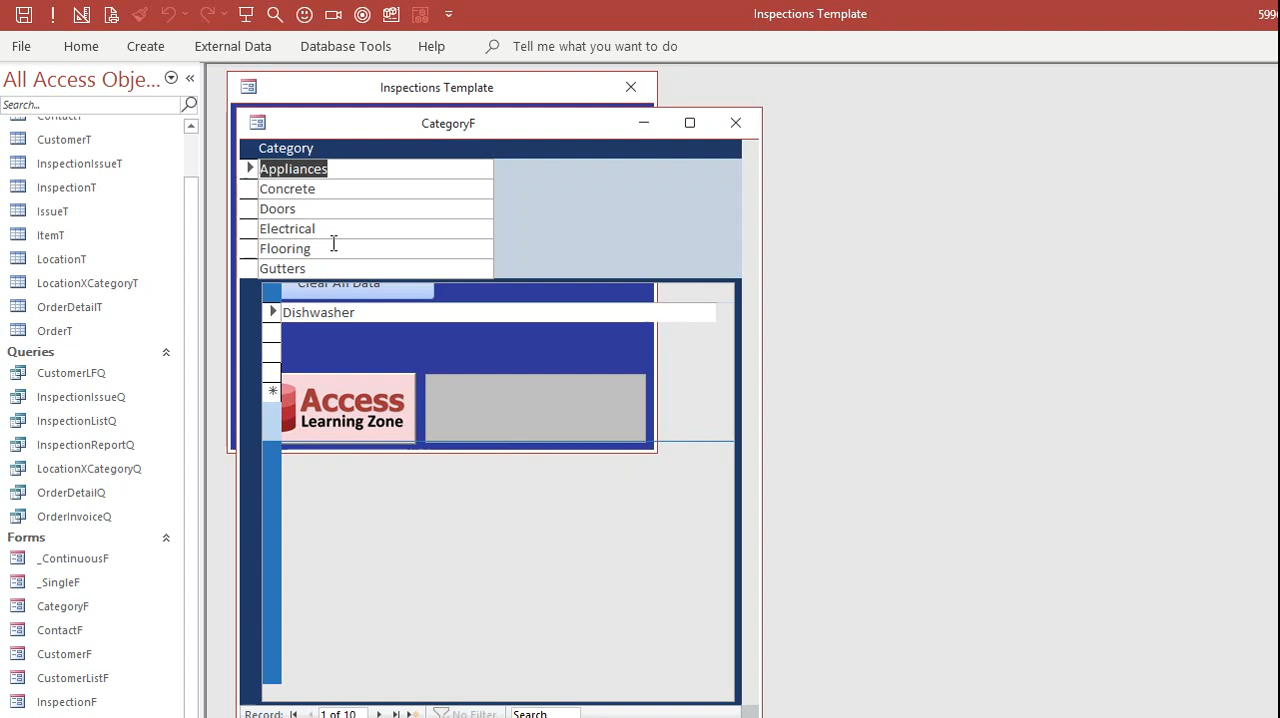 Inspections Template
599
File Home Create External Data Database Tools Help Tell me what you want to do
All Access Obje...
Search...
CustomerT
InspectionIssueT
InspectionT
IssueT
ItemT
LocationT
LocationXCategoryT
OrderDetailT
OrderT
Queries
CustomerLFQ
InspectionIssueQ
InspectionListQ
InspectionReportQ
LocationXCategoryQ
OrderDetailQ
OrderInvoiceQ
Forms
_ContinuousF
_SingleF
CategoryF
ContactF
CustomerF
CustomerListF
InspectionF
Inspections Template
CategoryF
Category
Appliances
Concrete
Doors
Electrical
Flooring
Gutters
Clear All Data
Dishwasher
Access
Learning Zone
Record: 1 of 10 No Filter Search